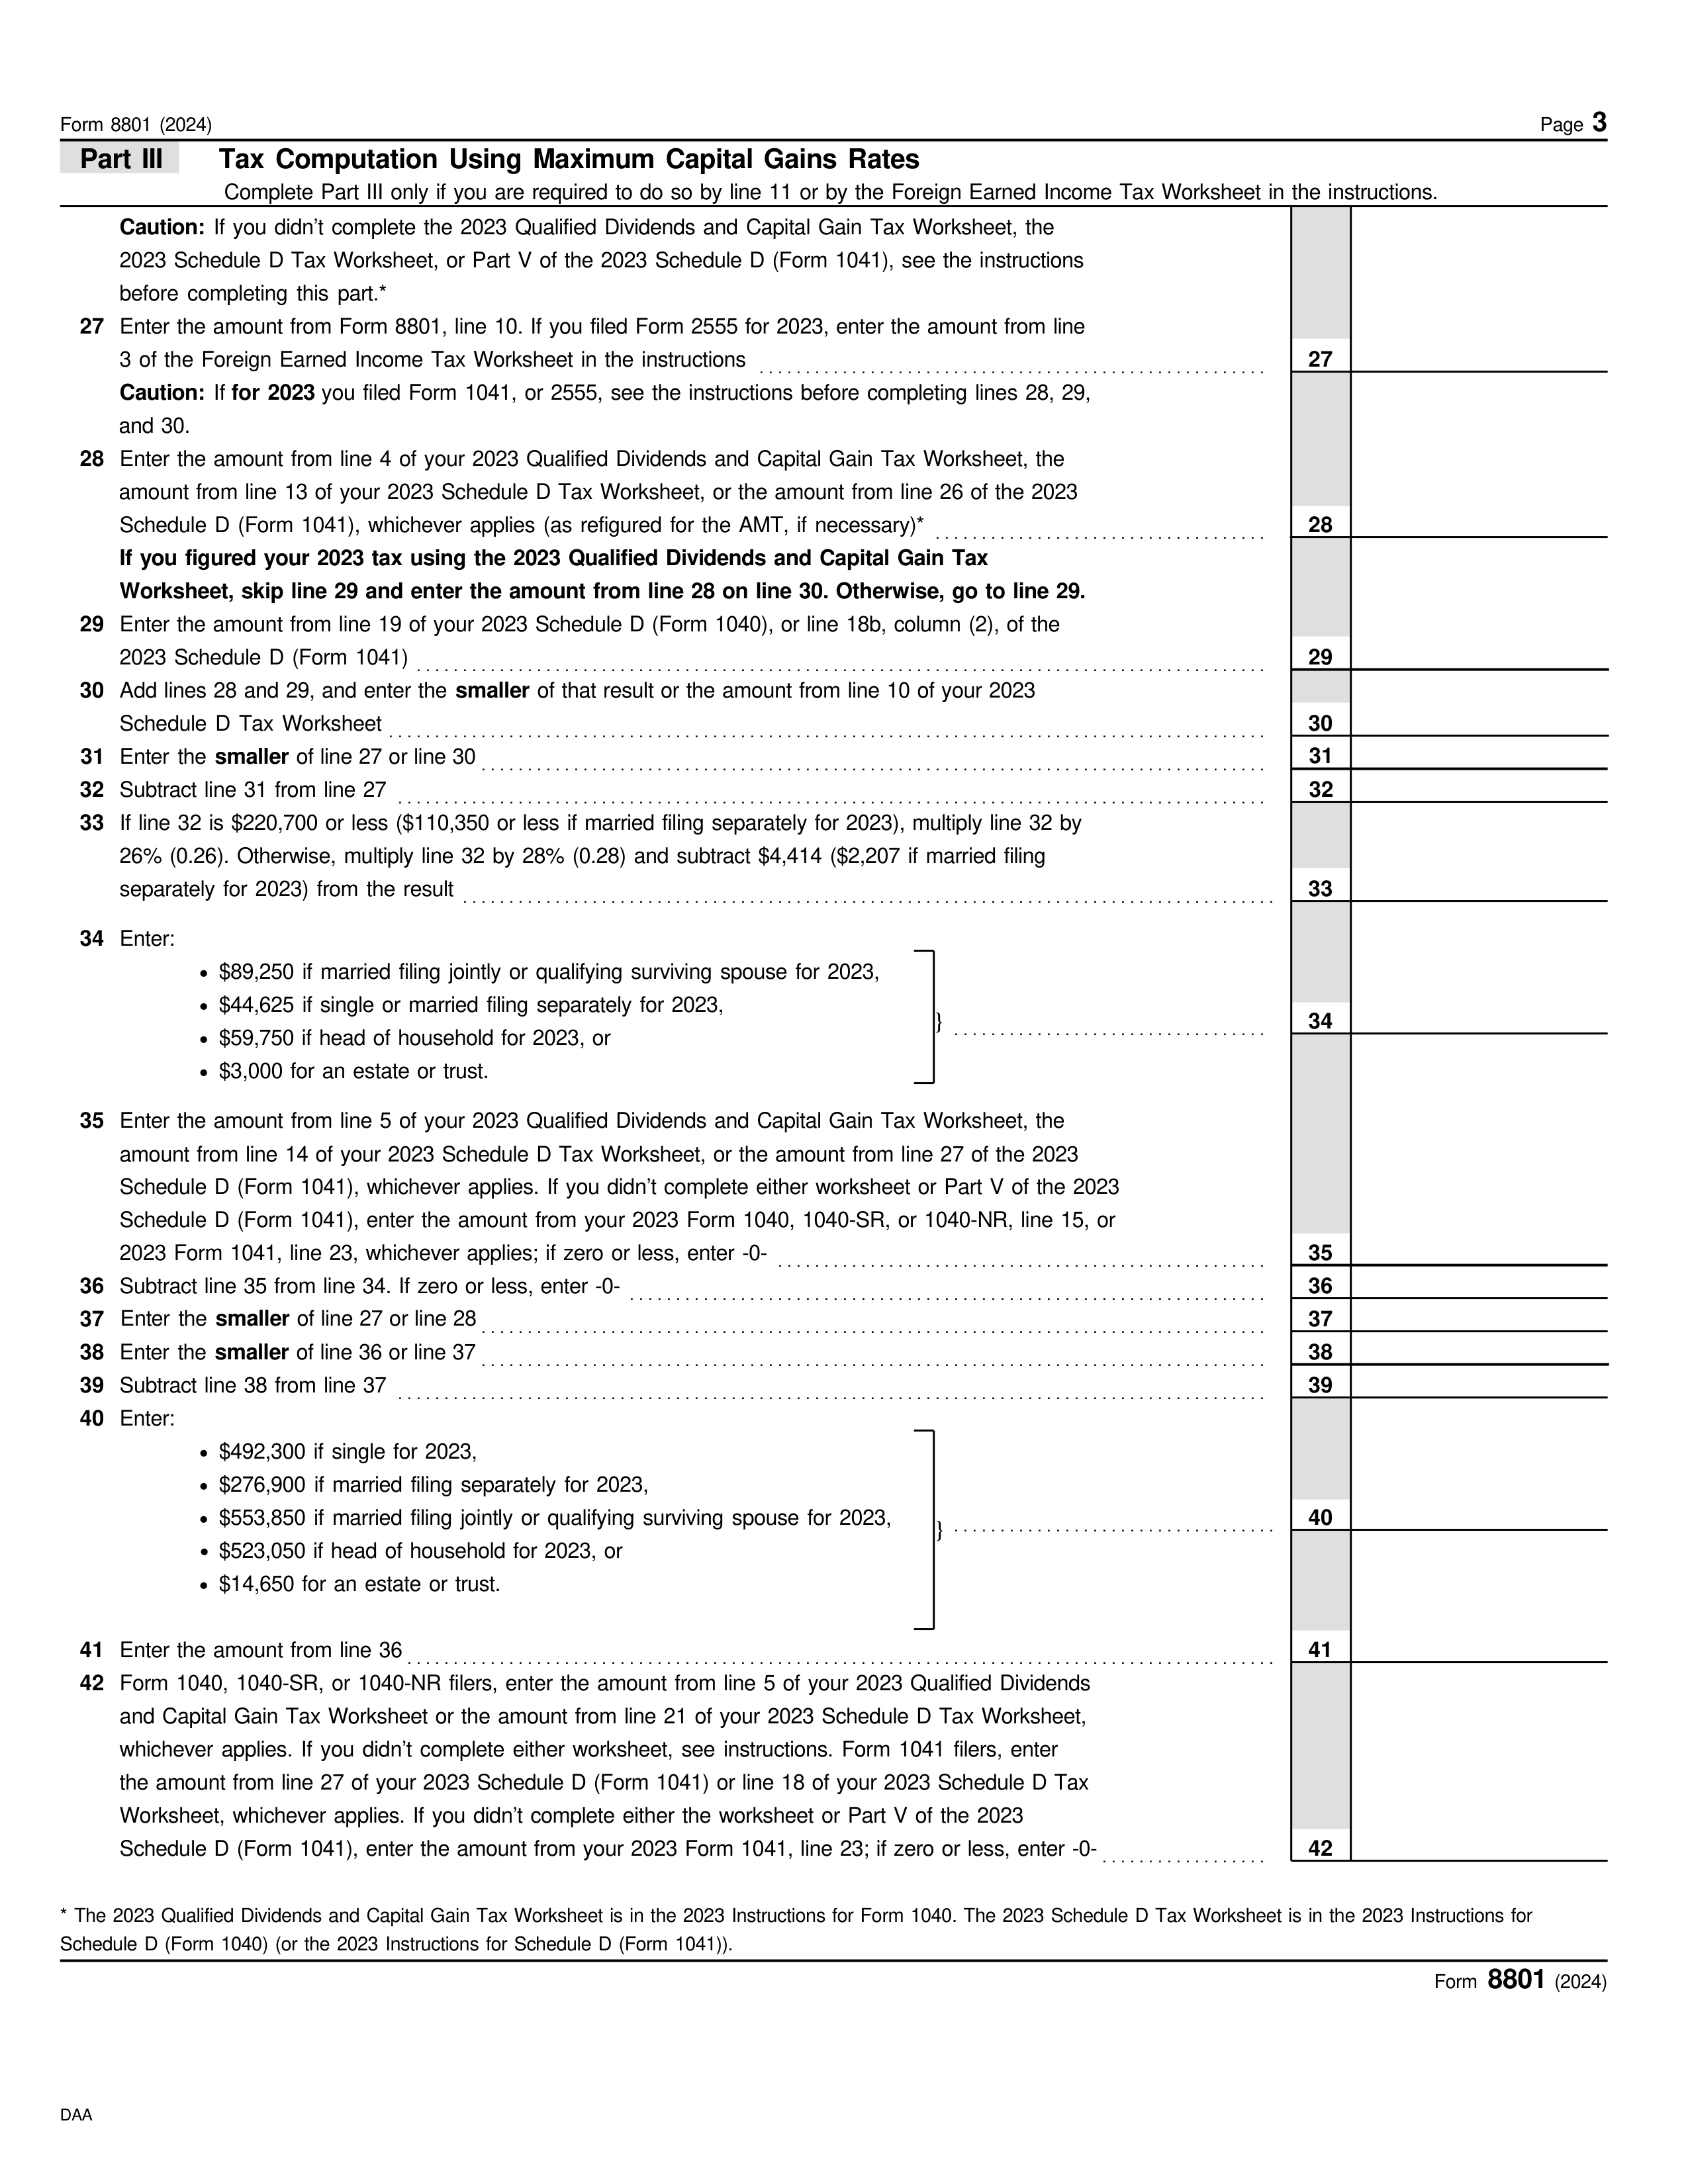 Form 8801 (2024)
Page 3
Part III Tax Computation Using Maximum Capital Gains Rates
Complete Part III only if you are required to do so by line 11 or by the Foreign Earned Income Tax Worksheet in the instructions.
Caution: If you didn’t complete the 2023 Qualified Dividends and Capital Gain Tax Worksheet, the
2023 Schedule D Tax Worksheet, or Part V of the 2023 Schedule D (Form 1041), see the instructions
before completing this part.*
27 Enter the amount from Form 8801, line 10. If you filed Form 2555 for 2023, enter the amount from line
3 of the Foreign Earned Income Tax Worksheet in the instructions 27
Caution: If for 2023 you filed Form 1041, or 2555, see the instructions before completing lines 28, 29,
and 30.
28 Enter the amount from line 4 of your 2023 Qualified Dividends and Capital Gain Tax Worksheet, the
amount from line 13 of your 2023 Schedule D Tax Worksheet, or the amount from line 26 of the 2023
Schedule D (Form 1041), whichever applies (as refigured for the AMT, if necessary)* 28
If you figured your 2023 tax using the 2023 Qualified Dividends and Capital Gain Tax
Worksheet, skip line 29 and enter the amount from line 28 on line 30. Otherwise, go to line 29.
29 Enter the amount from line 19 of your 2023 Schedule D (Form 1040), or line 18b, column (2), of the
2023 Schedule D (Form 1041) 29
30 Add lines 28 and 29, and enter the smaller of that result or the amount from line 10 of your 2023
Schedule D Tax Worksheet 30
31 Enter the smaller of line 27 or line 30 31
32 Subtract line 31 from line 27 32
33 If line 32 is $220,700 or less ($110,350 or less if married filing separately for 2023), multiply line 32 by
26% (0.26). Otherwise, multiply line 32 by 28% (0.28) and subtract $4,414 ($2,207 if married filing
separately for 2023) from the result 33
34 Enter:
• $89,250 if married filing jointly or qualifying surviving spouse for 2023,
• $44,625 if single or married filing separately for 2023,
} 34
• $59,750 if head of household for 2023, or
• $3,000 for an estate or trust.
35 Enter the amount from line 5 of your 2023 Qualified Dividends and Capital Gain Tax Worksheet, the
amount from line 14 of your 2023 Schedule D Tax Worksheet, or the amount from line 27 of the 2023
Schedule D (Form 1041), whichever applies. If you didn’t complete either worksheet or Part V of the 2023
Schedule D (Form 1041), enter the amount from your 2023 Form 1040, 1040-SR, or 1040-NR, line 15, or
2023 Form 1041, line 23, whichever applies; if zero or less, enter -0- 35
36 Subtract line 35 from line 34. If zero or less, enter -0- 36
37 Enter the smaller of line 27 or line 28 37
38 Enter the smaller of line 36 or line 37 38
39 Subtract line 38 from line 37 39
40 Enter:
• $492,300 if single for 2023,
• $276,900 if married filing separately for 2023,
• $553,850 if married filing jointly or qualifying surviving spouse for 2023, } 40
• $523,050 if head of household for 2023, or
• $14,650 for an estate or trust.
41 Enter the amount from line 36 41
42 Form 1040, 1040-SR, or 1040-NR filers, enter the amount from line 5 of your 2023 Qualified Dividends
and Capital Gain Tax Worksheet or the amount from line 21 of your 2023 Schedule D Tax Worksheet,
whichever applies. If you didn’t complete either worksheet, see instructions. Form 1041 filers, enter
the amount from line 27 of your 2023 Schedule D (Form 1041) or line 18 of your 2023 Schedule D Tax
Worksheet, whichever applies. If you didn’t complete either the worksheet or Part V of the 2023
Schedule D (Form 1041), enter the amount from your 2023 Form 1041, line 23; if zero or less, enter -0- 42
* The 2023 Qualified Dividends and Capital Gain Tax Worksheet is in the 2023 Instructions for Form 1040. The 2023 Schedule D Tax Worksheet is in the 2023 Instructions for
Schedule D (Form 1040) (or the 2023 Instructions for Schedule D (Form 1041)).
Form 8801 (2024)
DAA